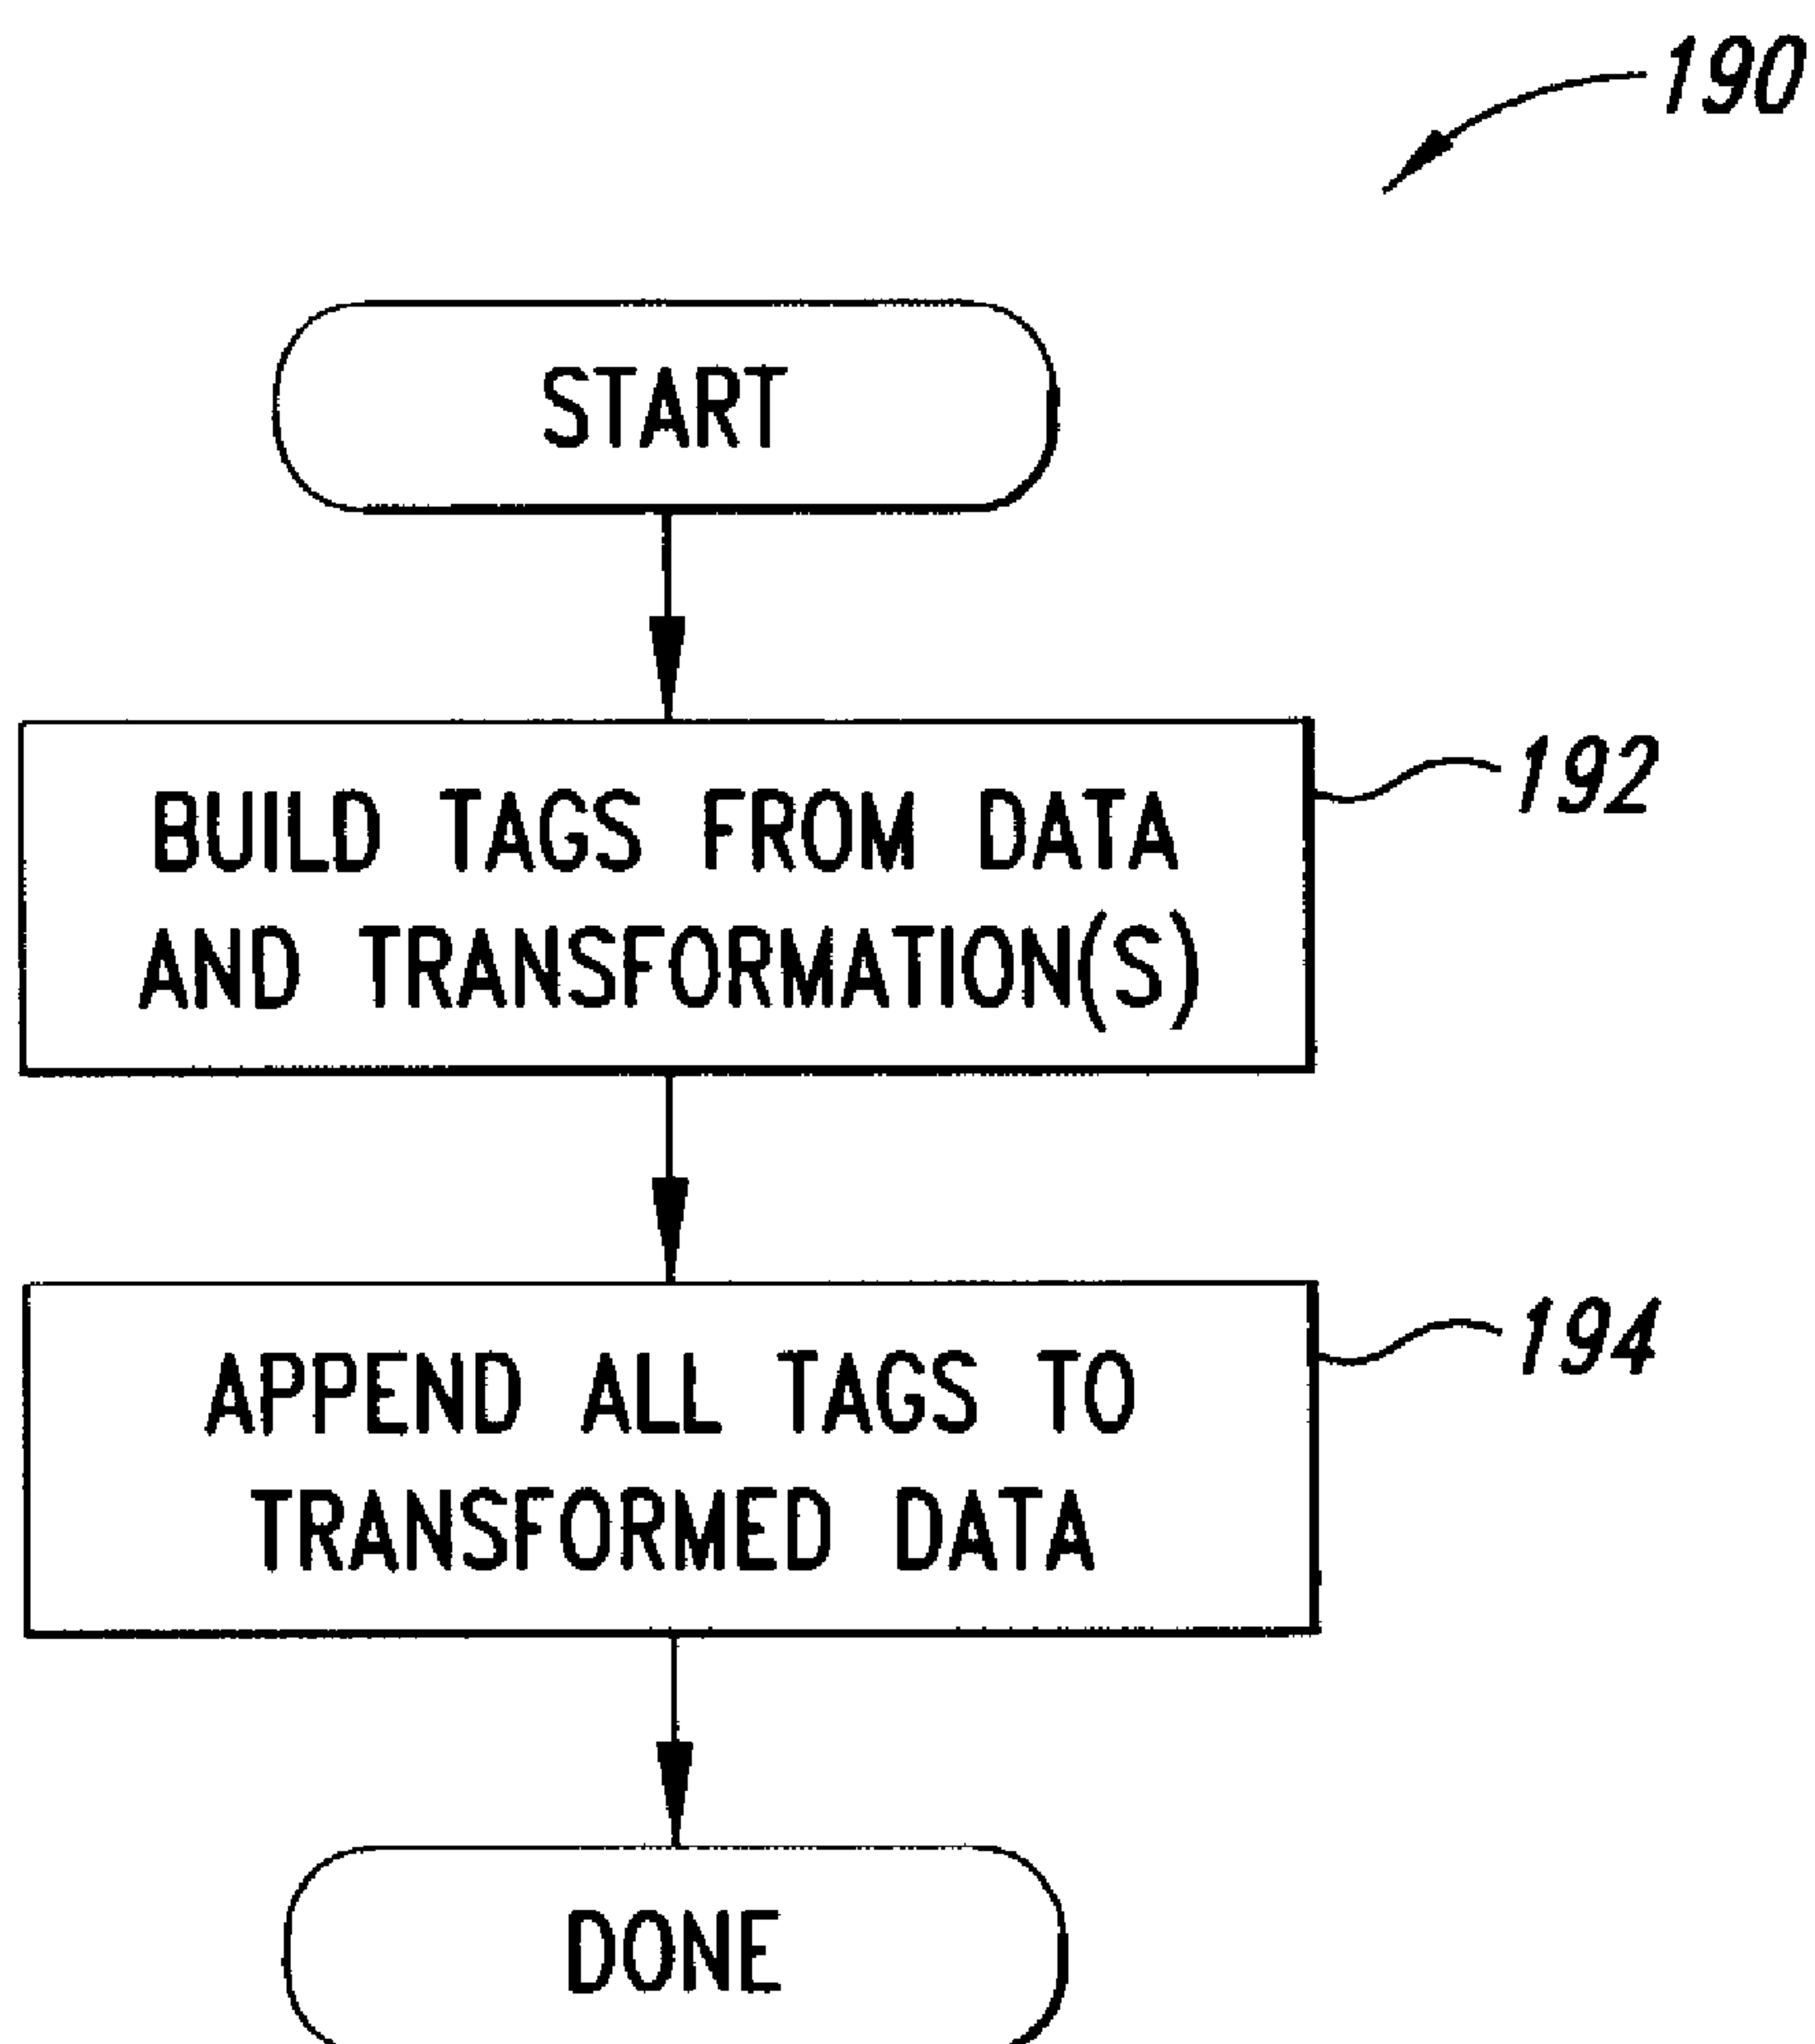 190
START
BUILD TAGS FROM DATA
AND TRANSFORMATION(S)
192
APPEND ALL TAGS TO
TRANSFORMED DATA
194
DONE